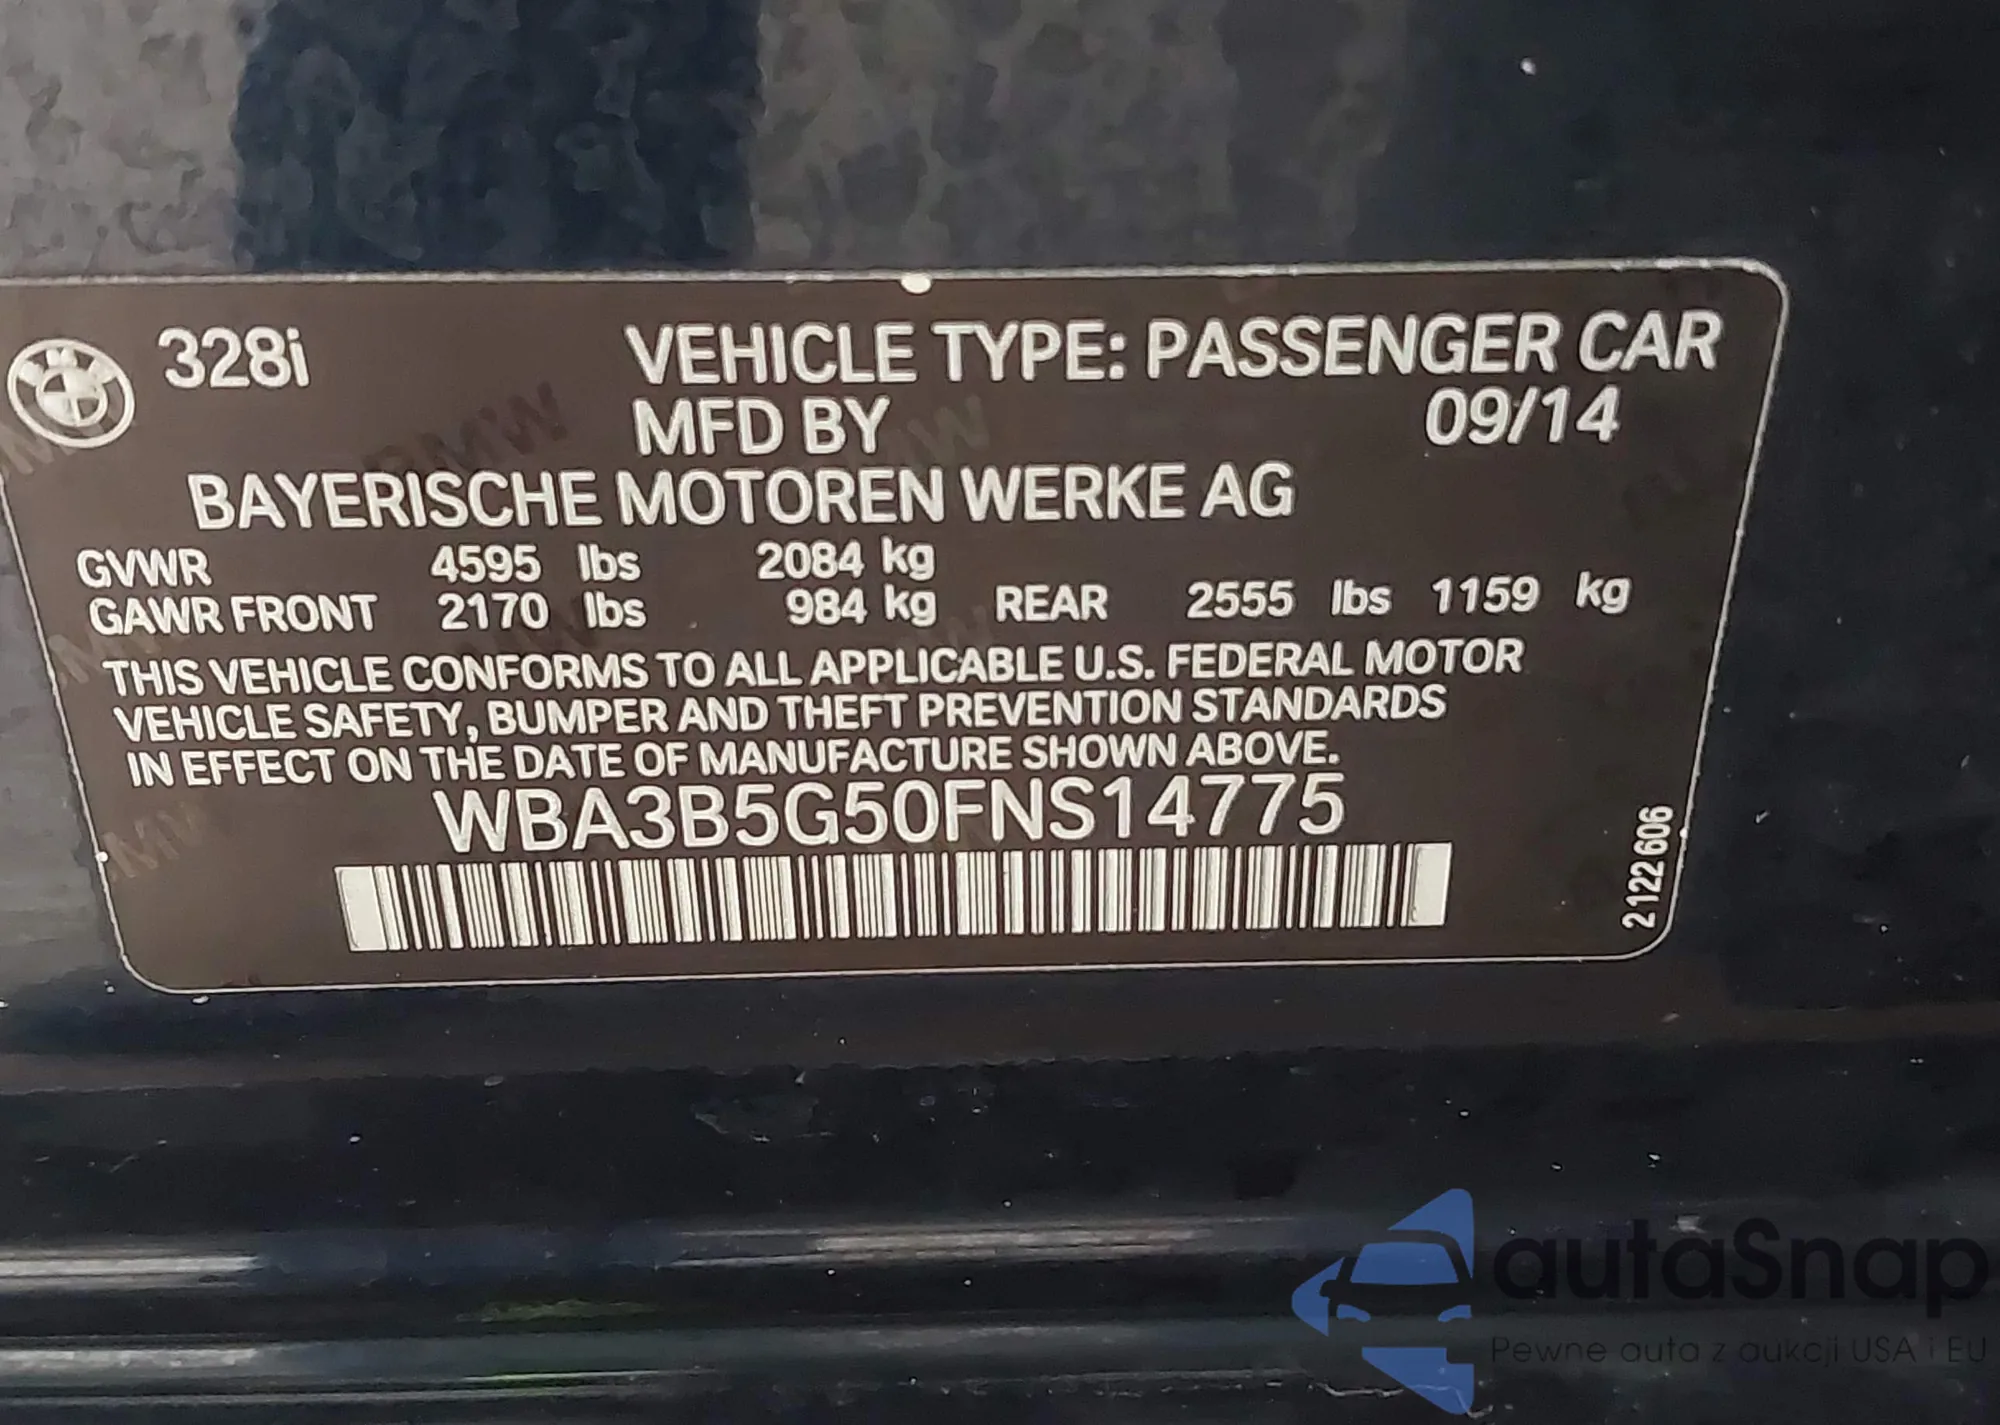 328i
VEHICLE TYPE: PASSENGER CAR
MFD BY 09/14
BAYERISCHE MOTOREN WERKE AG
GVWR 4595 lbs 2084 kg
GAWR FRONT 2170 lbs 984 kg REAR 2555 lbs 1159 kg
THIS VEHICLE CONFORMS TO ALL APPLICABLE U.S. FEDERAL MOTOR
VEHICLE SAFETY, BUMPER AND THEFT PREVENTION STANDARDS
IN EFFECT ON THE DATE OF MANUFACTURE SHOWN ABOVE.
WBA3B5G50FNS14775
2122606
autaSnap
Pewne auta z aukcji USA i EU